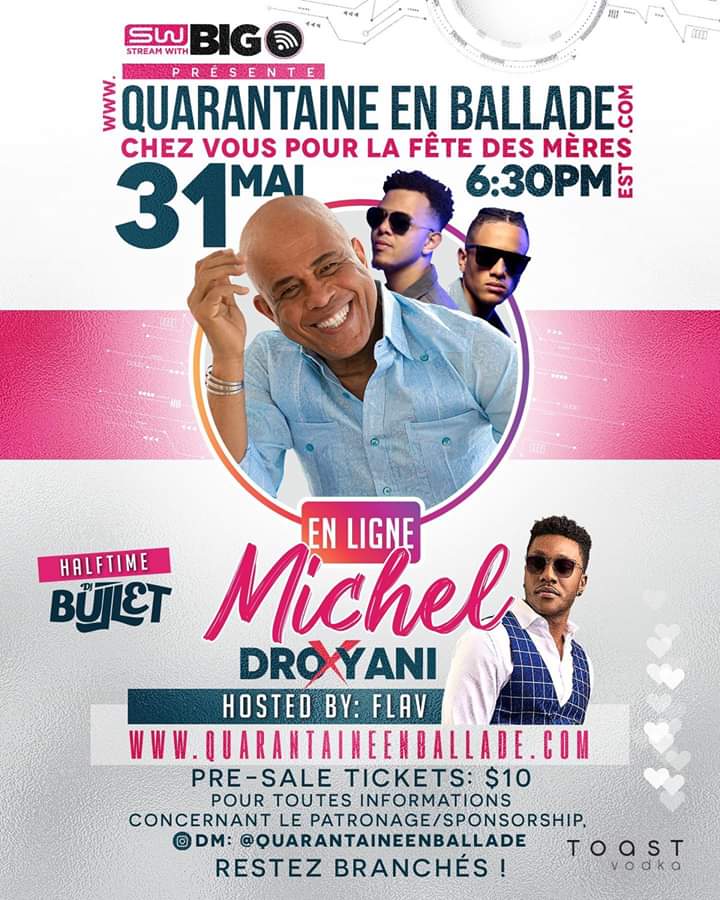 SW BIG
STREAM WITH
PRÉSENTE
WWW.
QUARANTAINE EN BALLADE
.COM
CHEZ VOUS POUR LA FÊTE DES MÈRES
31 MAI 6:30PM EST
EN LIGNE
HALFTIME
DJ
BULLET
Michel
DROXYANI
HOSTED BY: FLAV
WWW.QUARANTAINEENBALLADE.COM
PRE-SALE TICKETS: $10
POUR TOUTES INFORMATIONS
CONCERNANT LE PATRONAGE/SPONSORSHIP,
DM: @QUARANTAINEENBALLADE
RESTEZ BRANCHÉS !
TOAST
vodka